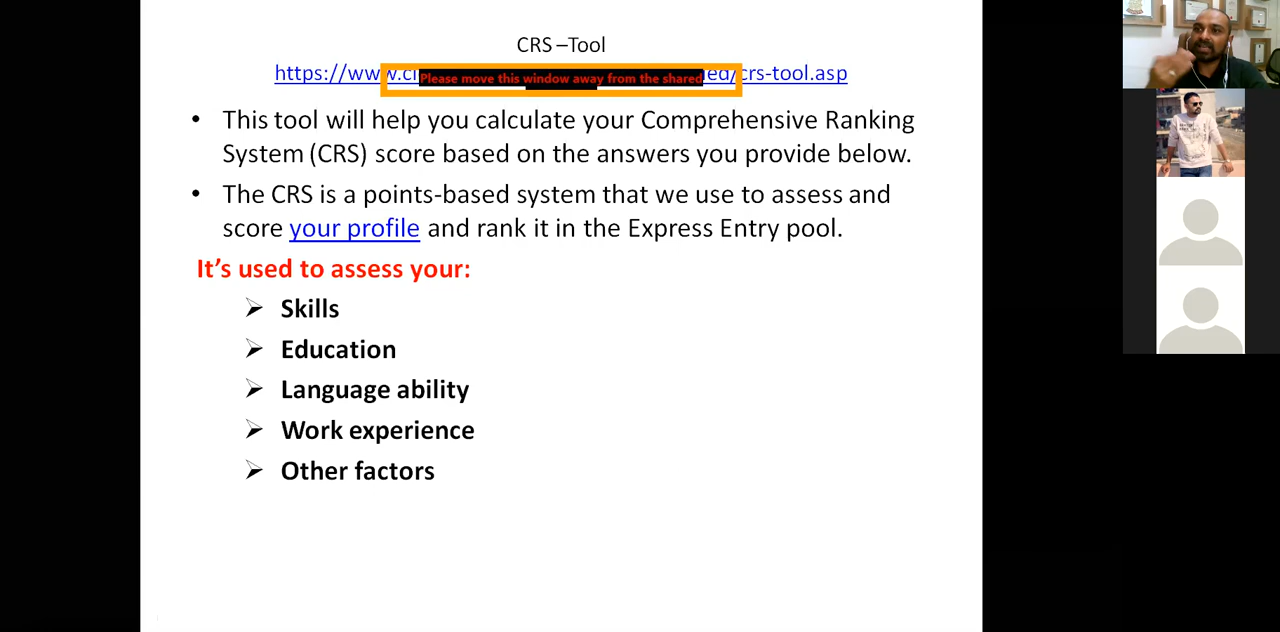 CRS –Tool
https://www.ci
Please move this window away from the shared
ed/crs-tool.asp
• This tool will help you calculate your Comprehensive Ranking
System (CRS) score based on the answers you provide below.
• The CRS is a points-based system that we use to assess and
score your profile and rank it in the Express Entry pool.
It’s used to assess your:
➢ Skills
➢ Education
➢ Language ability
➢ Work experience
➢ Other factors